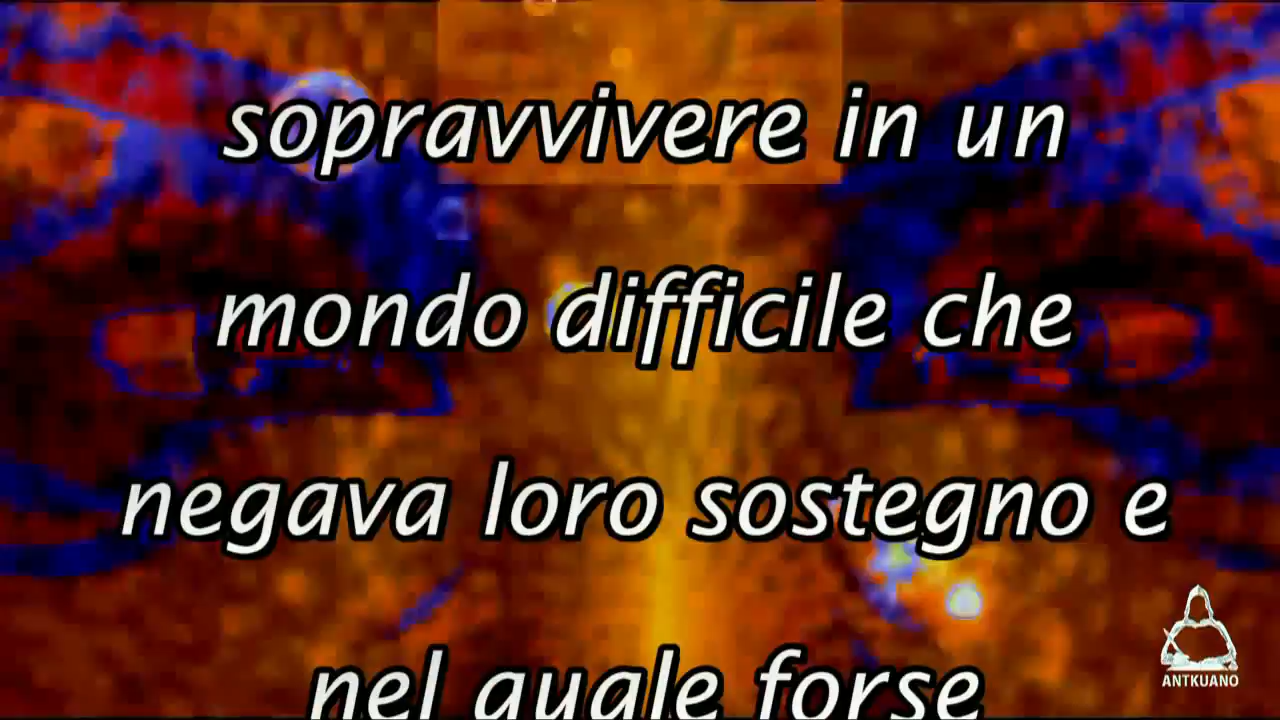 sopravvivere in un
mondo difficile che
negava loro sostegno e
nel quale forse
ANTKUANO